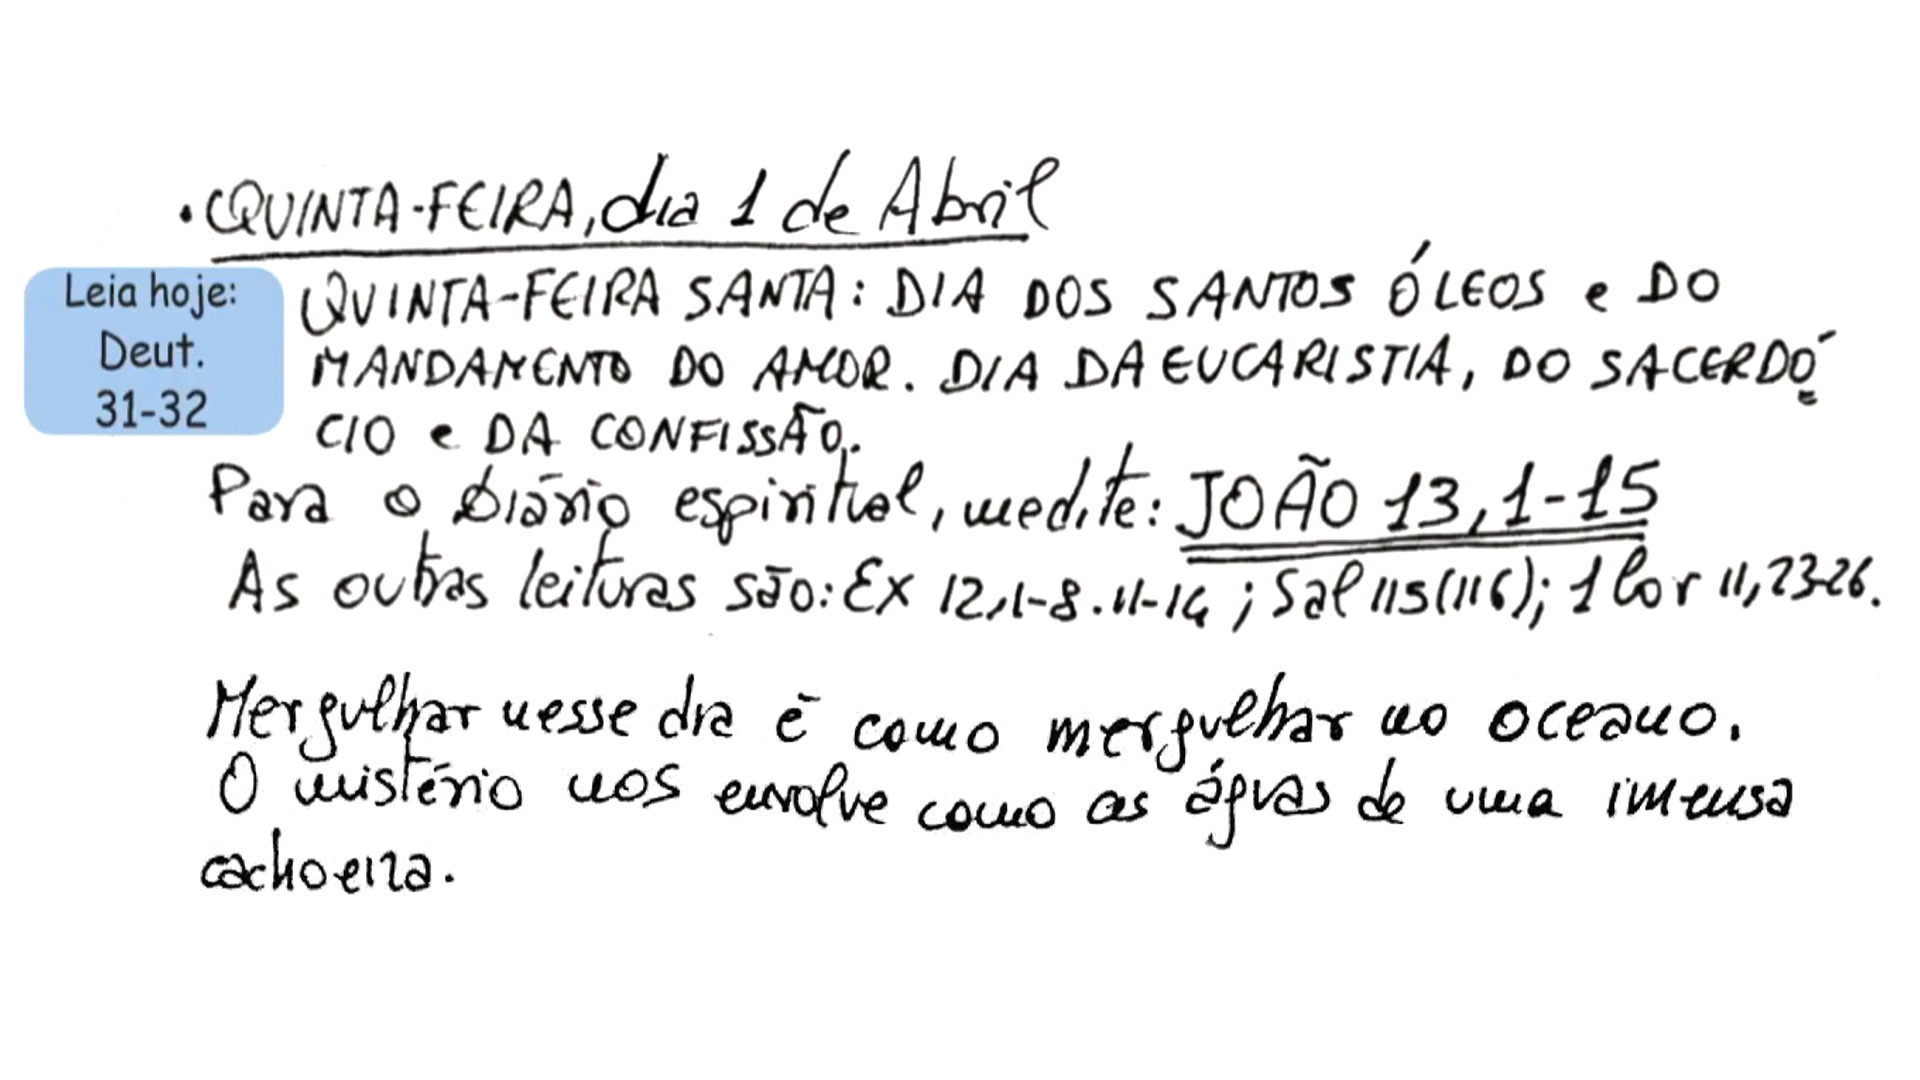 • QUINTA-FEIRA, dia 1 de Abril
Leia hoje:
Deut.
31-32
QUINTA-FEIRA SANTA: DIA DOS SANTOS ÓLEOS e DO
MANDAMENTO DO AMOR. DIA DA EUCARISTIA, DO SACERDÓ
CIO e DA CONFISSÃO.
Para o Diário espiritual, medite: JOÃO 13,1-15
As outras leituras são: Ex 12,1-8.11-14; Sal 115(116); 1 Cor 11,23-26.
Mergulhar nesse dia é como mergulhar no oceano.
O mistério nos envolve como as águas de uma imensa
cachoeira.